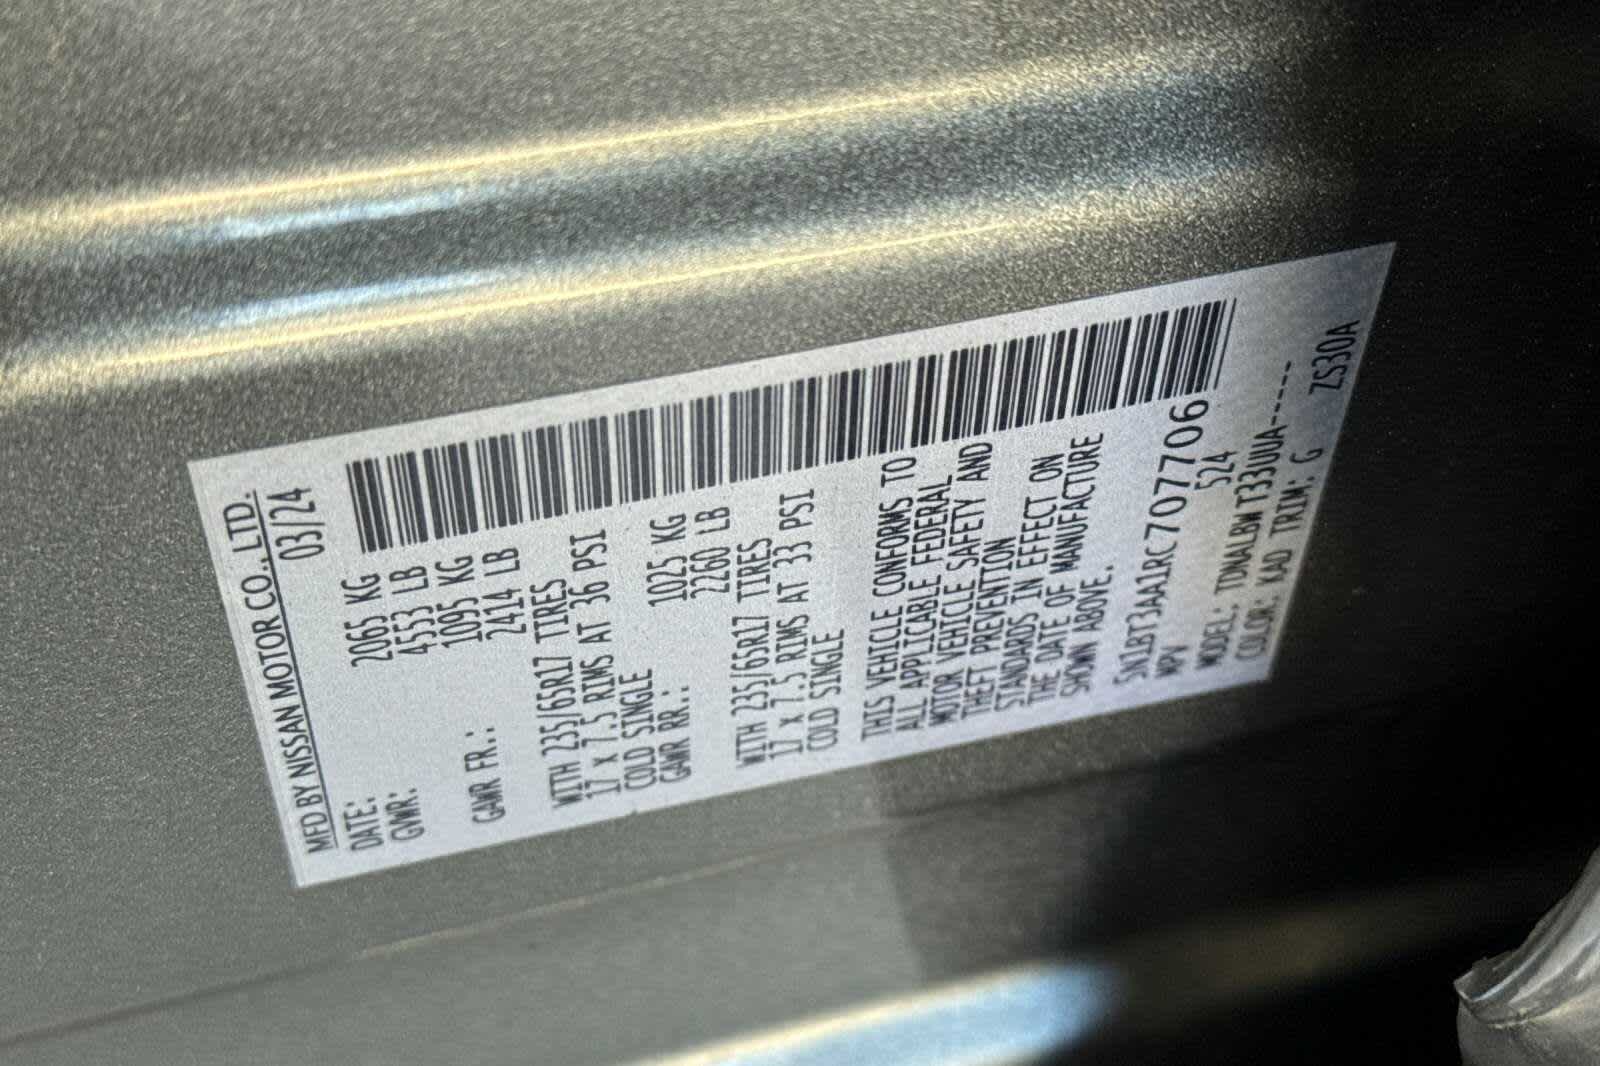 MFD BY NISSAN MOTOR CO., LTD.
DATE: 03/24
GVWR: 2065 KG
4553 LB
GAWR FR.: 1095 KG
2414 LB
WITH 235/65R17 TIRES
17 X 7.5 RIMS AT 36 PSI
COLD SINGLE
GAWR RR.: 1025 KG
2260 LB
WITH 235/65R17 TIRES
17 X 7.5 RIMS AT 33 PSI
COLD SINGLE
THIS VEHICLE CONFORMS TO
ALL APPLICABLE FEDERAL
MOTOR VEHICLE SAFETY AND
THEFT PREVENTION
STANDARDS IN EFFECT ON
THE DATE OF MANUFACTURE
SHOWN ABOVE.
5N1BT3AA1RC707706
MPV 524
MODEL: TDNALBWT33UUA-----
COLOR: KAD TRIM: G ZS30A